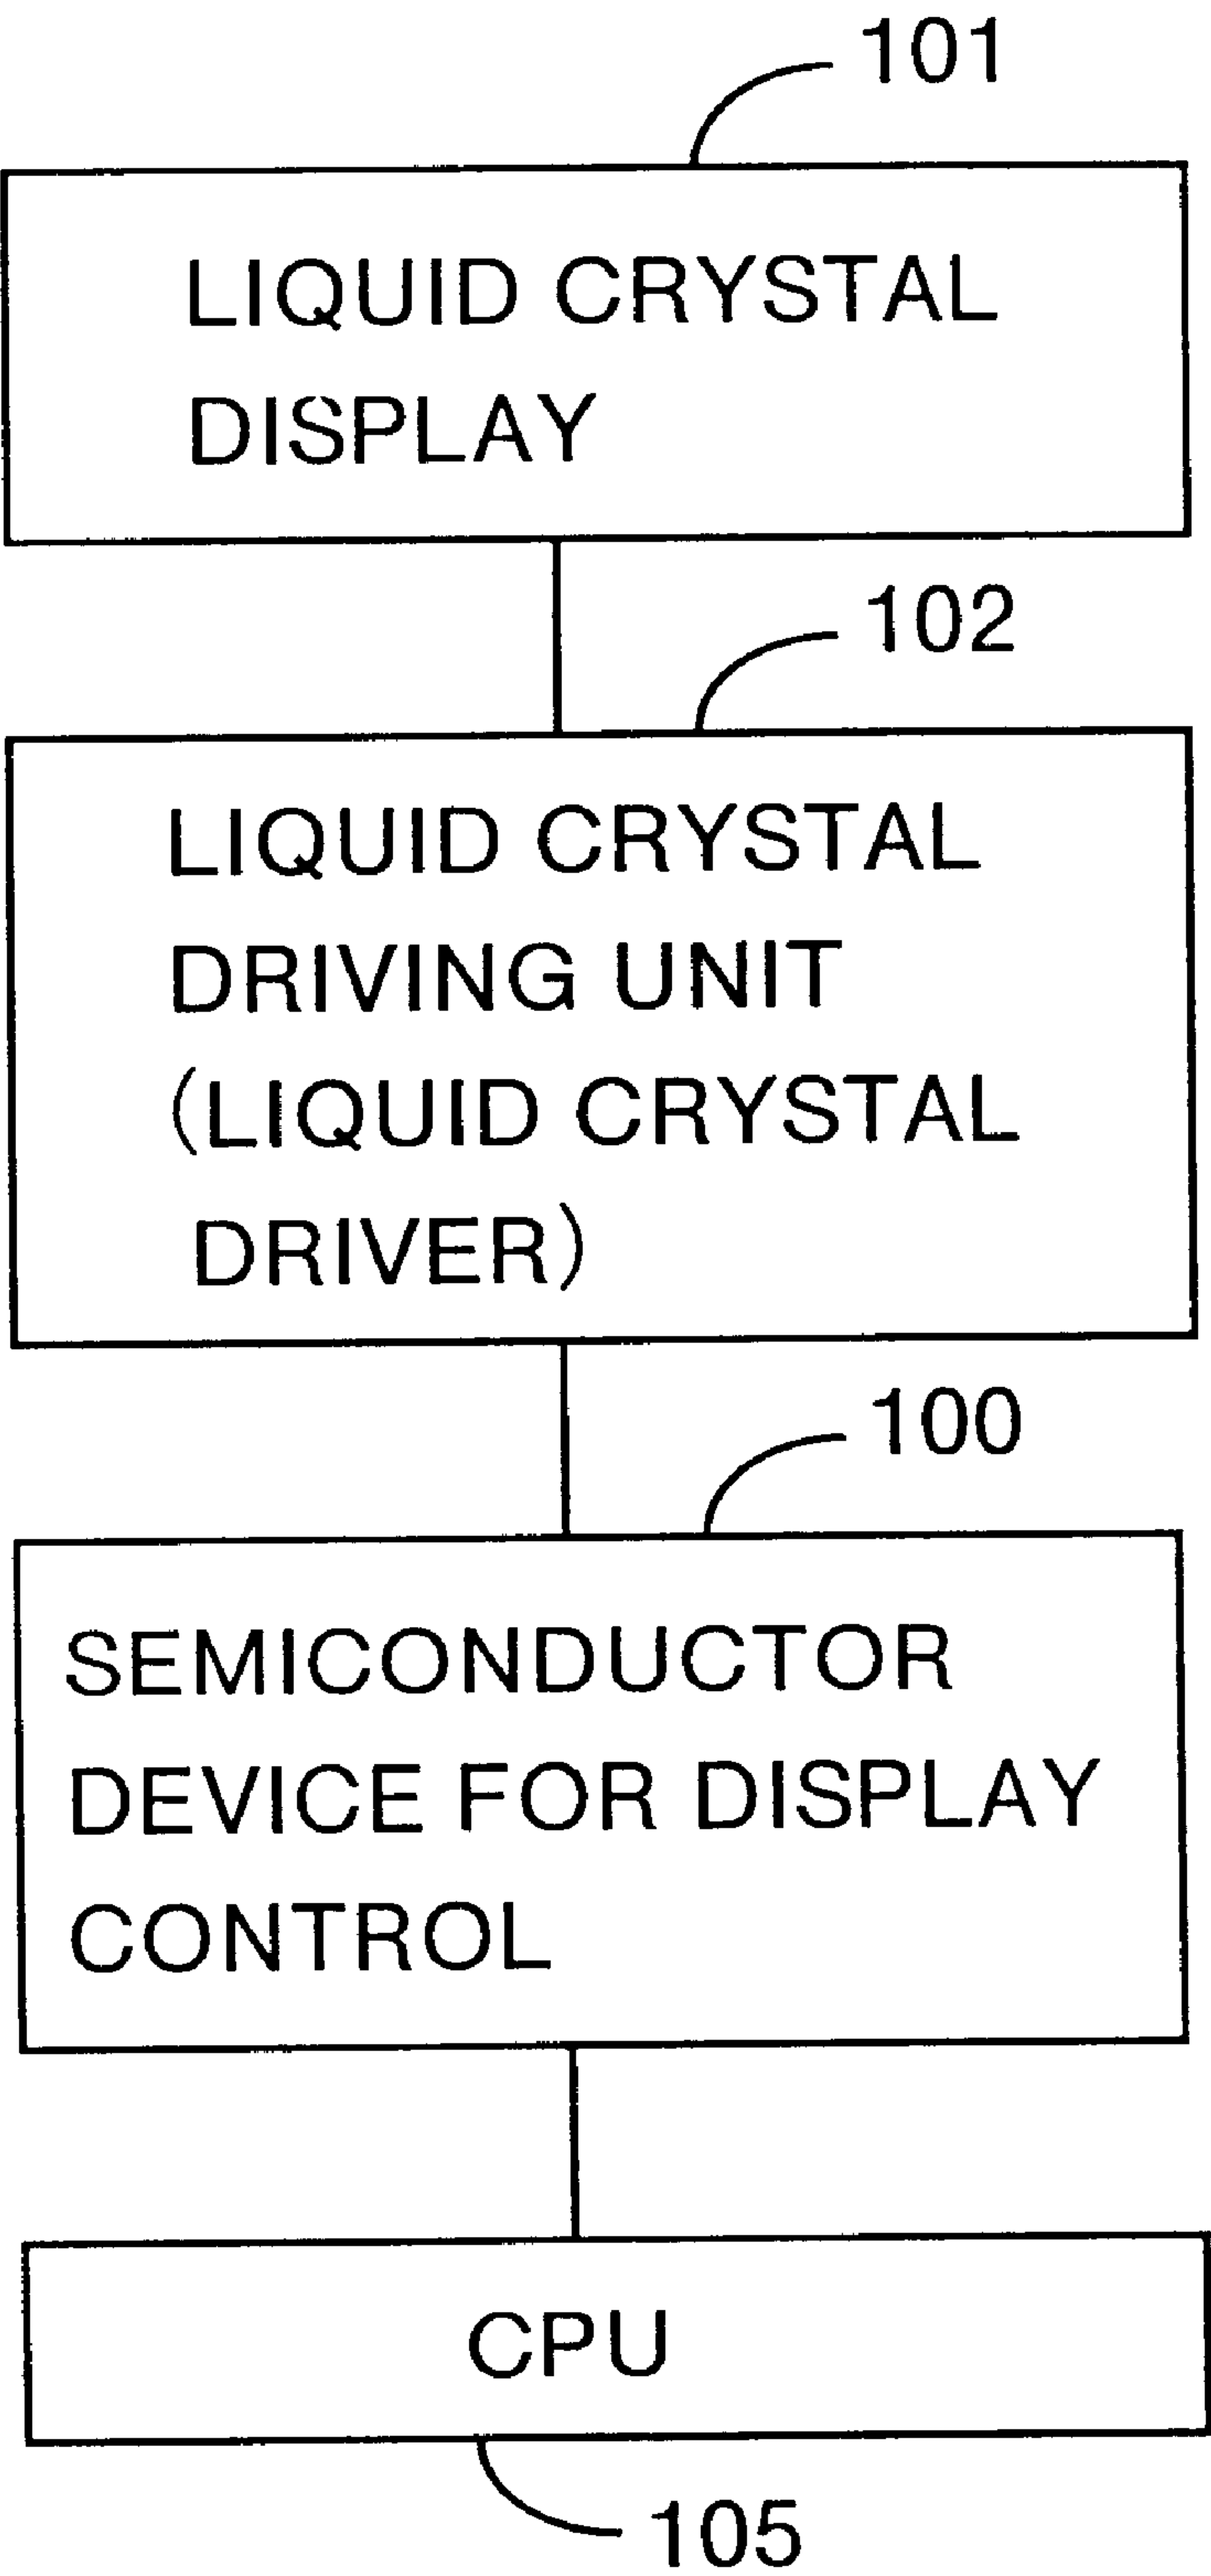 101
LIQUID CRYSTAL
DISPLAY
102
LIQUID CRYSTAL
DRIVING UNIT
(LIQUID CRYSTAL
DRIVER)
100
SEMICONDUCTOR
DEVICE FOR DISPLAY
CONTROL
CPU
105